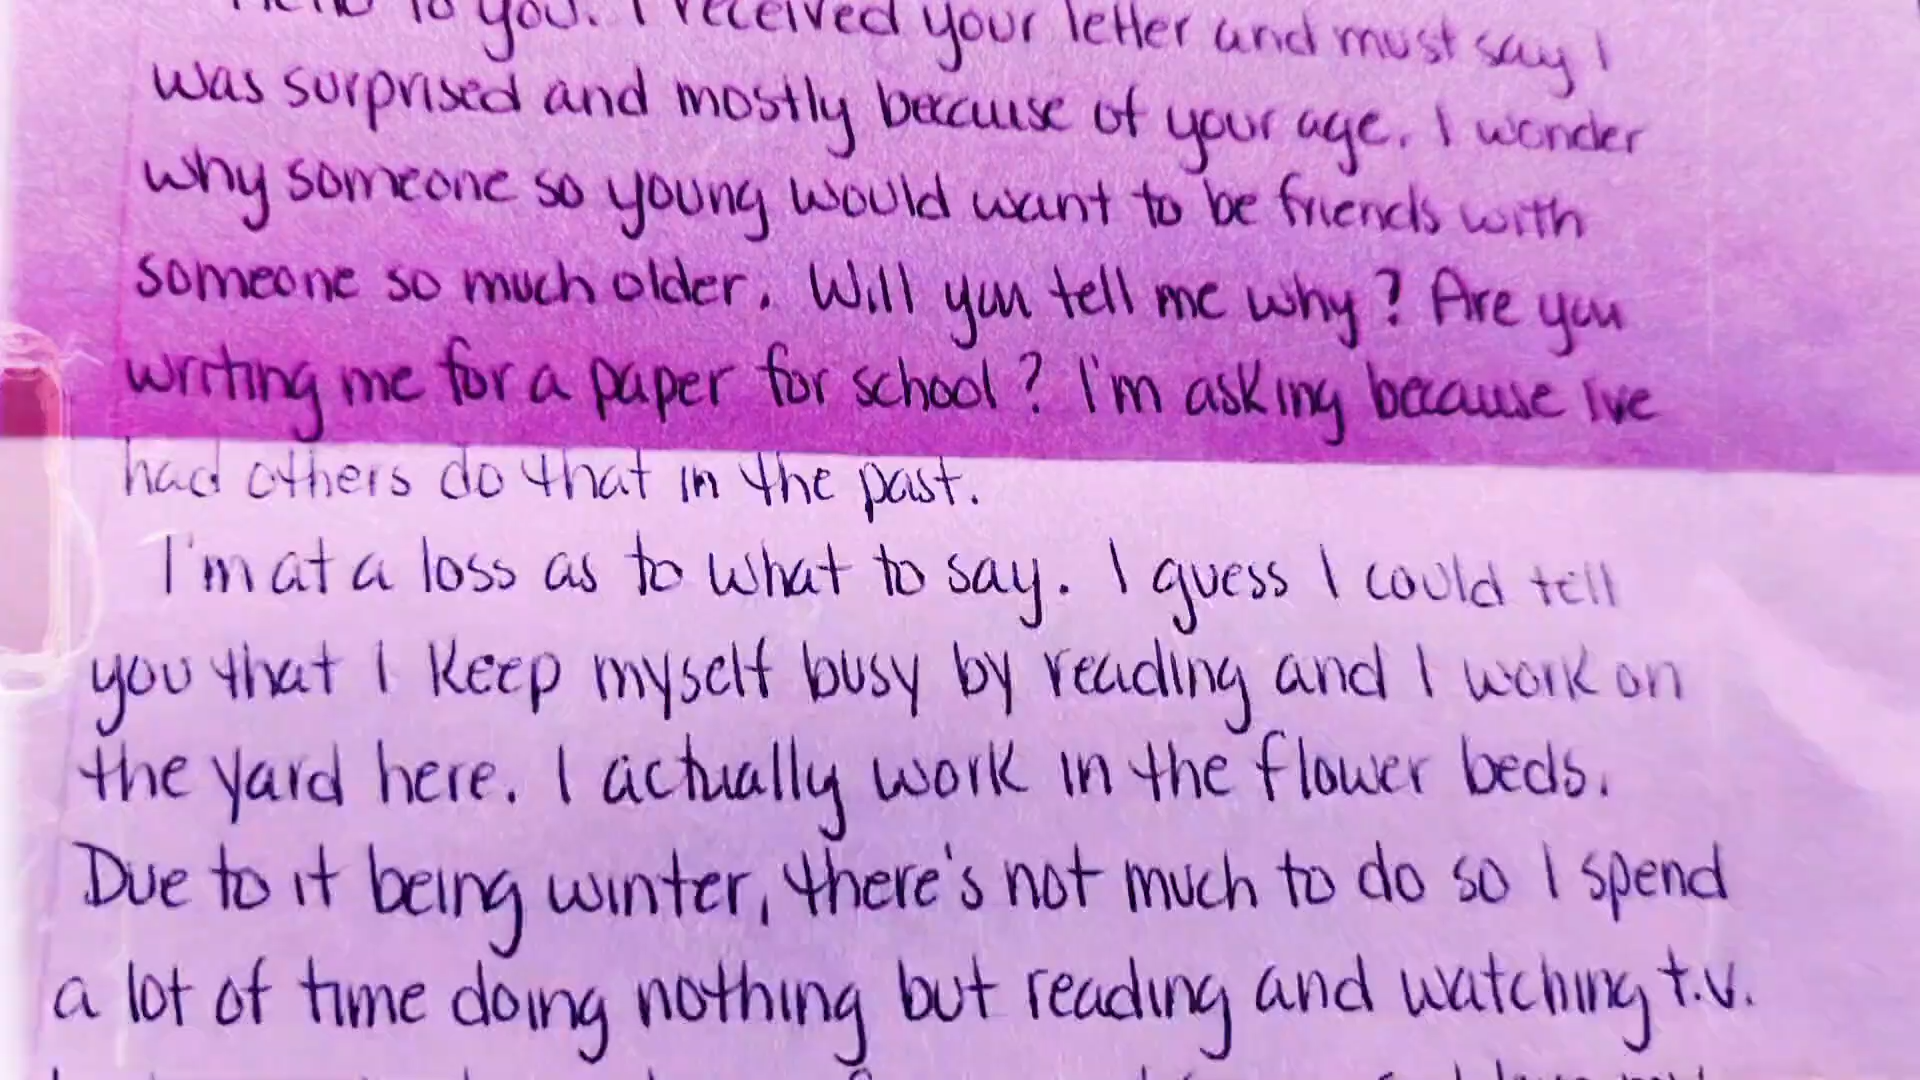 Hello to you. I received your letter and must say I
was surprised and mostly because of your age. I wonder
why someone so young would want to be friends with
someone so much older. Will you tell me why? Are you
writing me for a paper for school? I'm asking because Ive
had others do that in the past.
I'm at a loss as to what to say. I guess I could tell
you that I keep myself busy by reading and I work on
the yard here. I actually work in the flower beds.
Due to it being winter, there's not much to do so I spend
a lot of time doing nothing but reading and watching t.v.